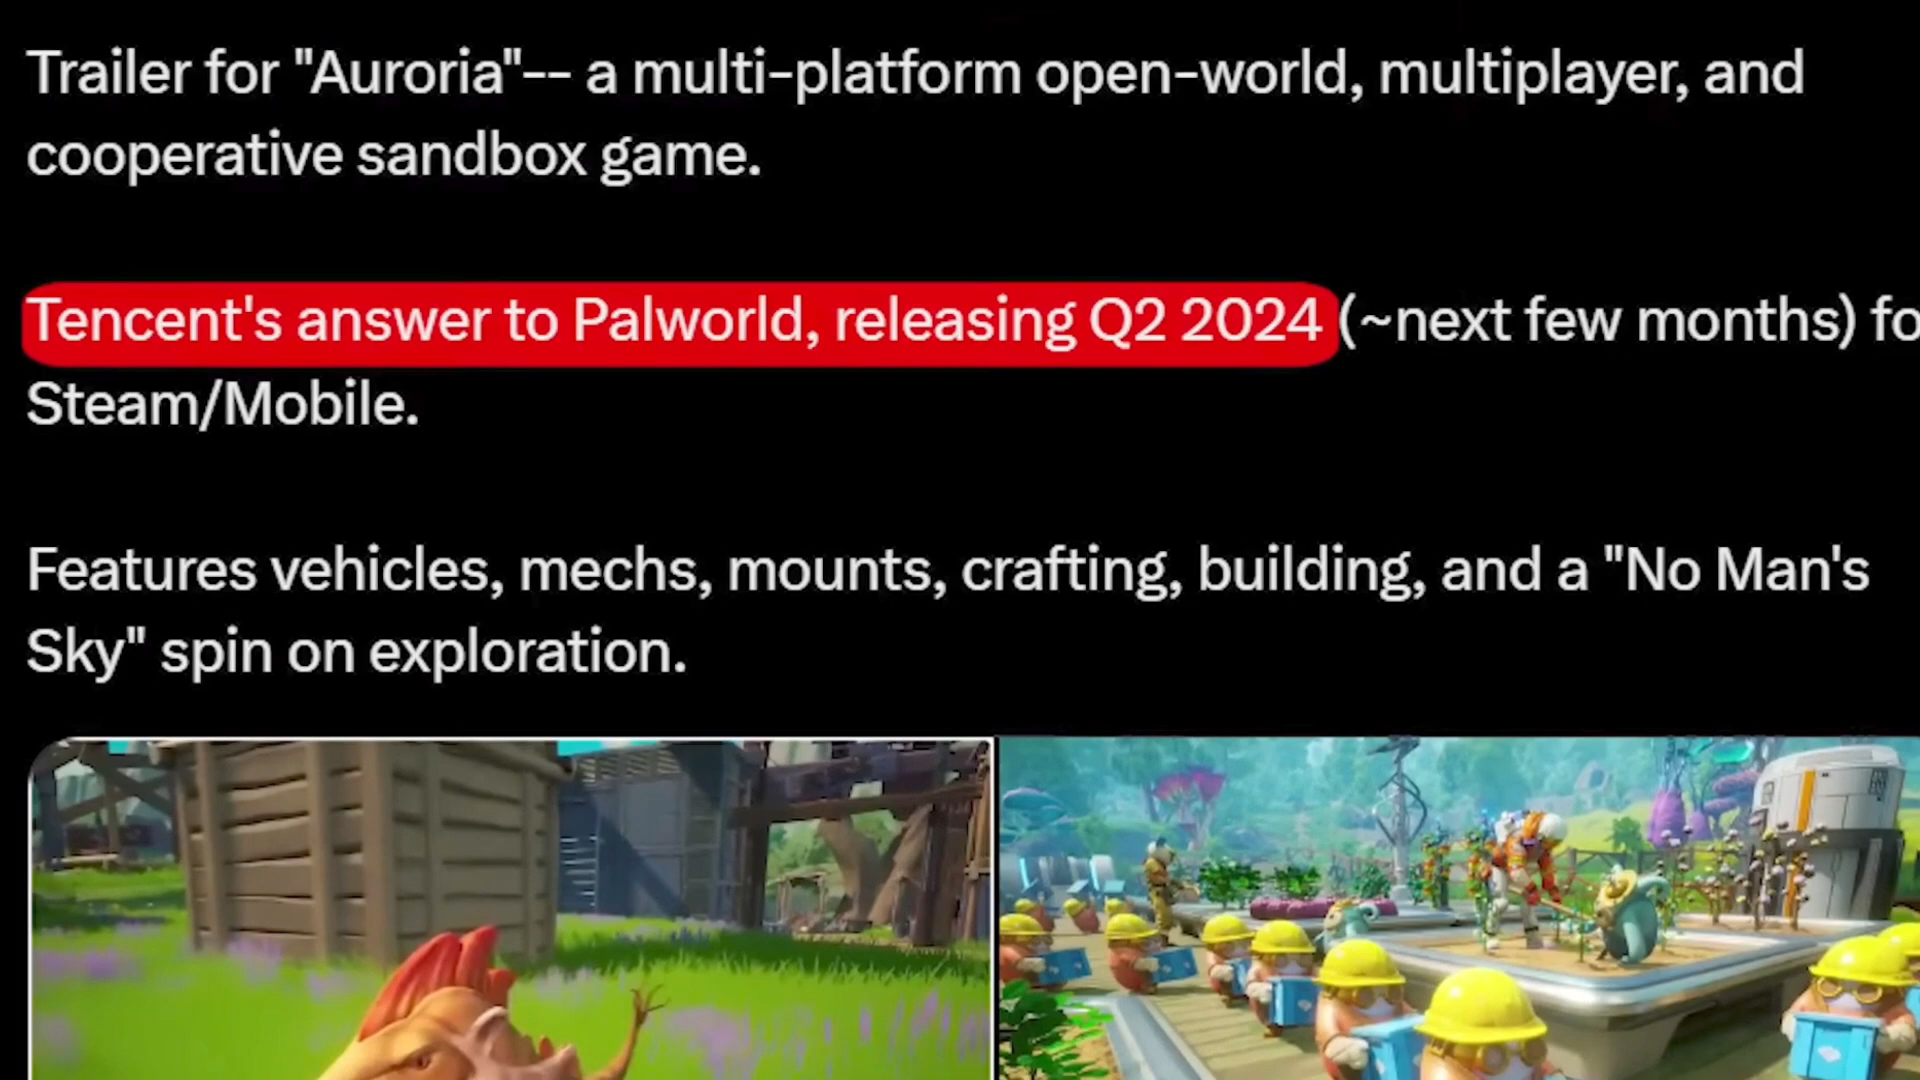 Trailer for "Auroria"-- a multi-platform open-world, multiplayer, and
cooperative sandbox game.
Tencent's answer to Palworld, releasing Q2 2024 (~next few months) fo
Steam/Mobile.
Features vehicles, mechs, mounts, crafting, building, and a "No Man's
Sky" spin on exploration.